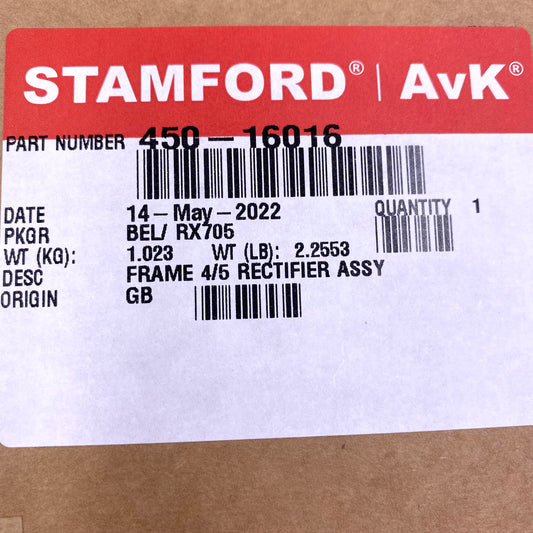 STAMFORD® | AvK®
PART NUMBER 450-16016
DATE 14-May-2022 QUANTITY 1
PKGR BEL/ RX705
WT (KG): 1.023 WT (LB): 2.2553
DESC FRAME 4/5 RECTIFIER ASSY
ORIGIN GB